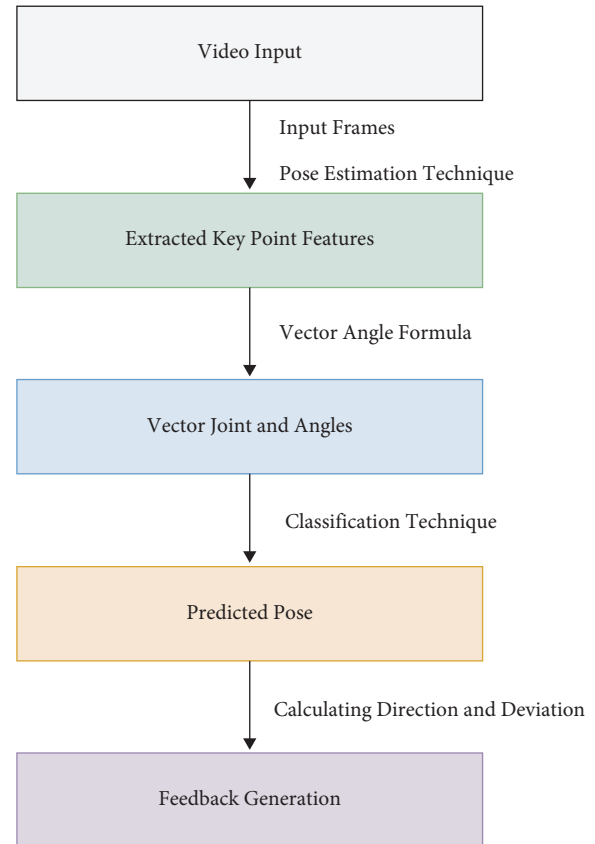 Video Input
Input Frames
Pose Estimation Technique
Extracted Key Point Features
Vector Angle Formula
Vector Joint and Angles
Classification Technique
Predicted Pose
Calculating Direction and Deviation
Feedback Generation